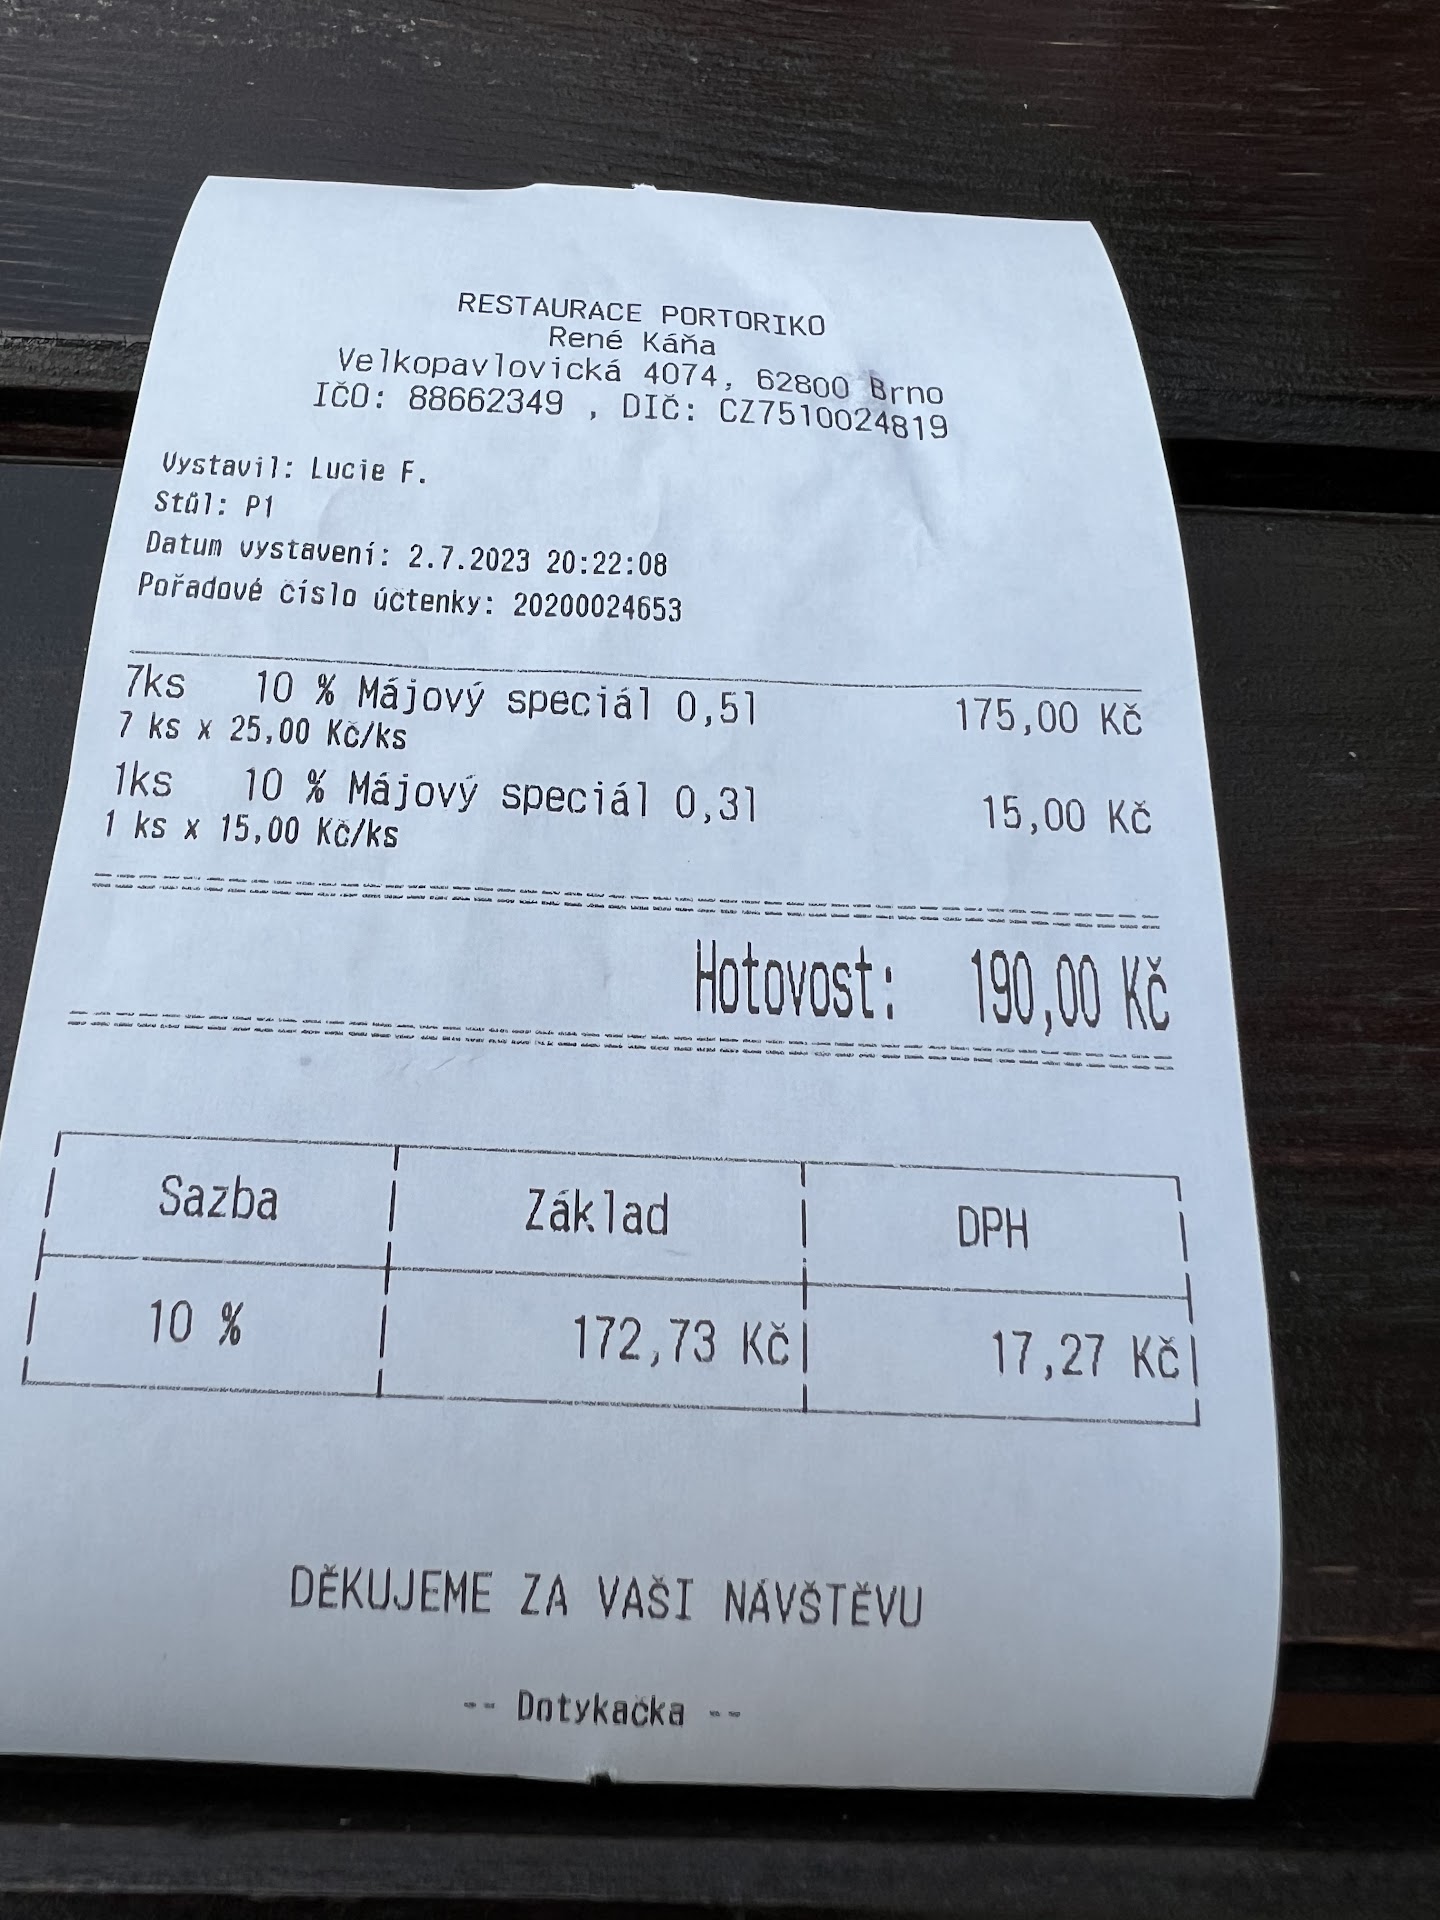 RESTAURACE PORTORIKO
René Káňa
Velkopavlovická 4074, 62800 Brno
IČO: 88662349 , DIČ: CZ7510024819
Vystavil: Lucie F.
Stůl: P1
Datum vystavení: 2.7.2023 20:22:08
Pořadové číslo účtenky: 20200024653
7ks 10 % Májový speciál 0,5l 175,00 Kč
7 ks x 25,00 Kč/ks
1ks 10 % Májový speciál 0,3l 15,00 Kč
1 ks x 15,00 Kč/ks
Hotovost: 190,00 Kč
Sazba Základ DPH
10 % 172,73 Kč 17,27 Kč
DĚKUJEME ZA VAŠI NÁVŠTĚVU
-- Dotykačka --